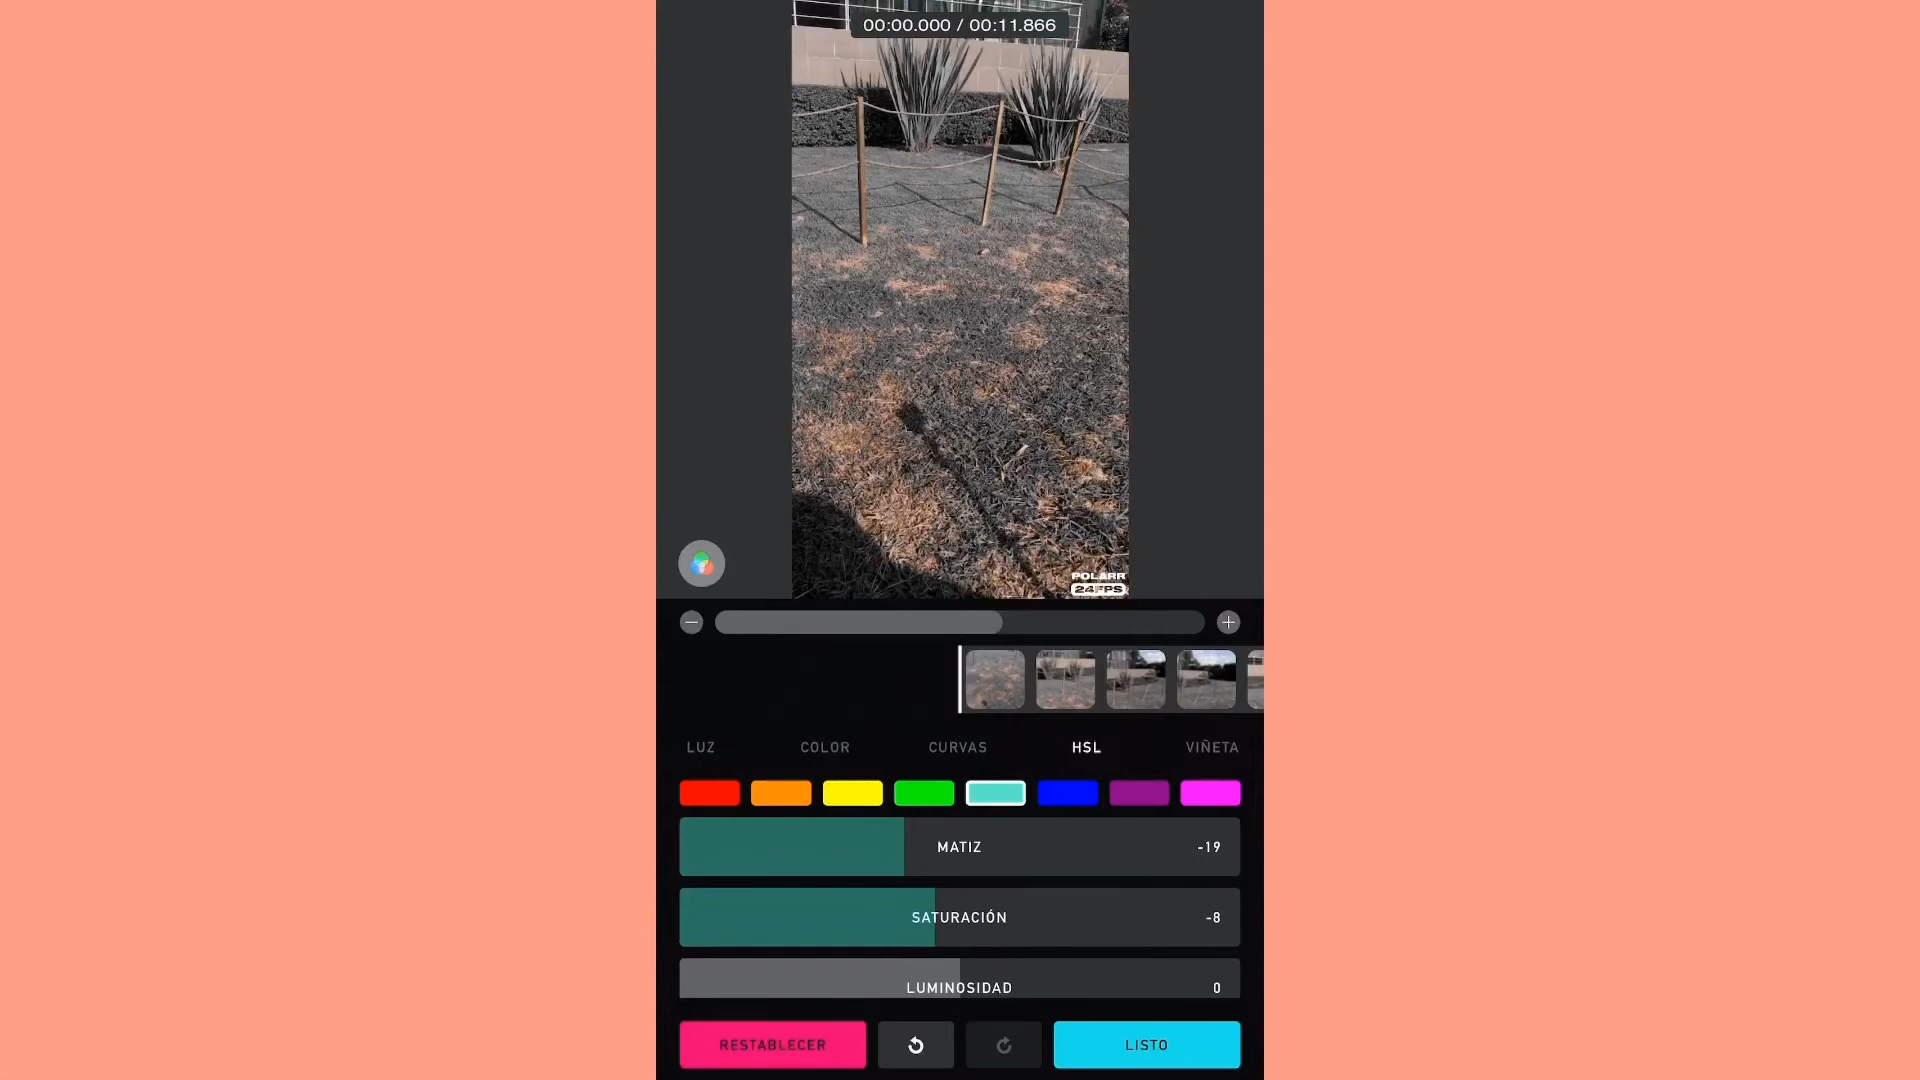 00:00.000 / 00:11.866
POLARR
24FPS
LUZ COLOR CURVAS HSL VIÑETA
MATIZ -19
SATURACIÓN -8
LUMINOSIDAD 0
RESTABLECER LISTO